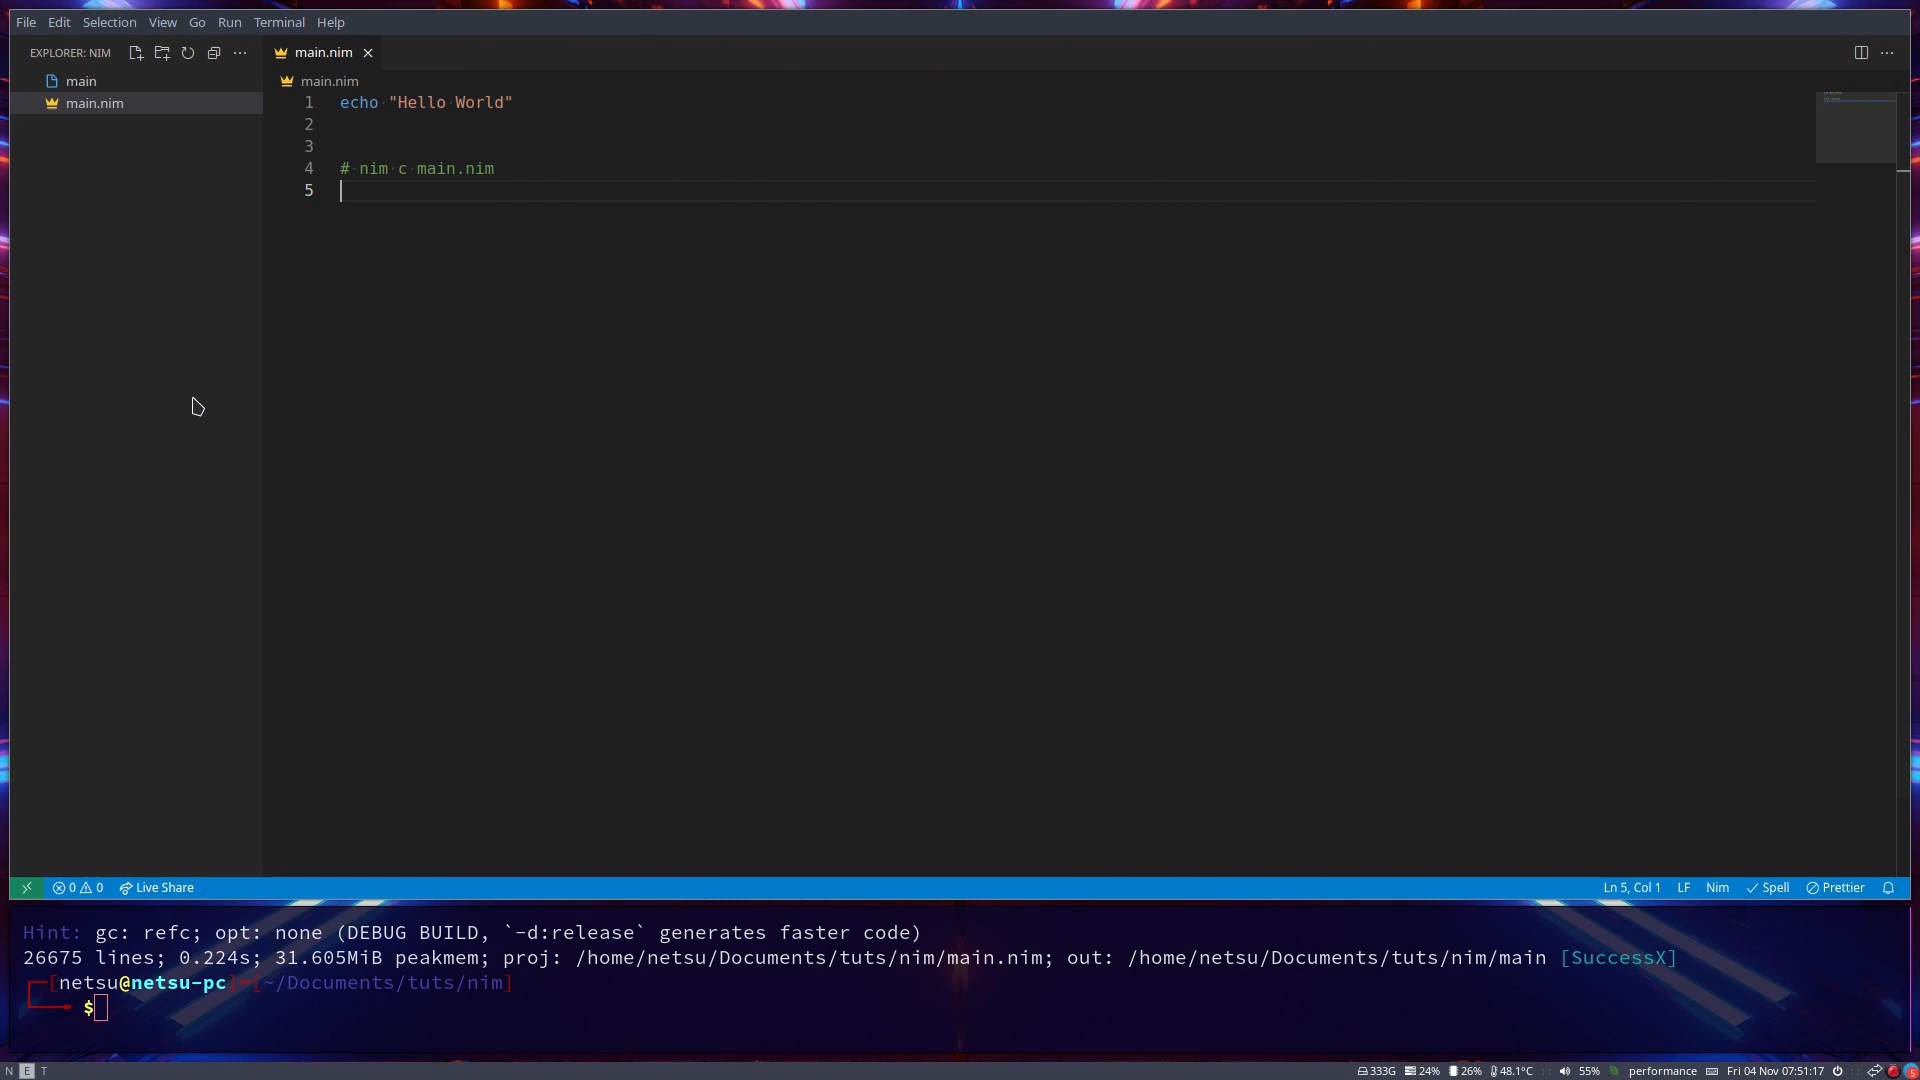 File Edit Selection View Go Run Terminal Help
EXPLORER: NIM
main.nim
main
main.nim
main.nim
1 echo "Hello World"
2
3
4 # nim c main.nim
5
0 0 Live Share
Ln 5, Col 1 LF Nim Spell Prettier
Hint: gc: refc; opt: none (DEBUG BUILD, `-d:release` generates faster code)
26675 lines; 0.224s; 31.605MiB peakmem; proj: /home/netsu/Documents/tuts/nim/main.nim; out: /home/netsu/Documents/tuts/nim/main [SuccessX]
[netsu@netsu-pc]-[~/Documents/tuts/nim]
$
N E T
333G 24% 26% 48.1°C :: 55% performance Fri 04 Nov 07:51:17 :: 5